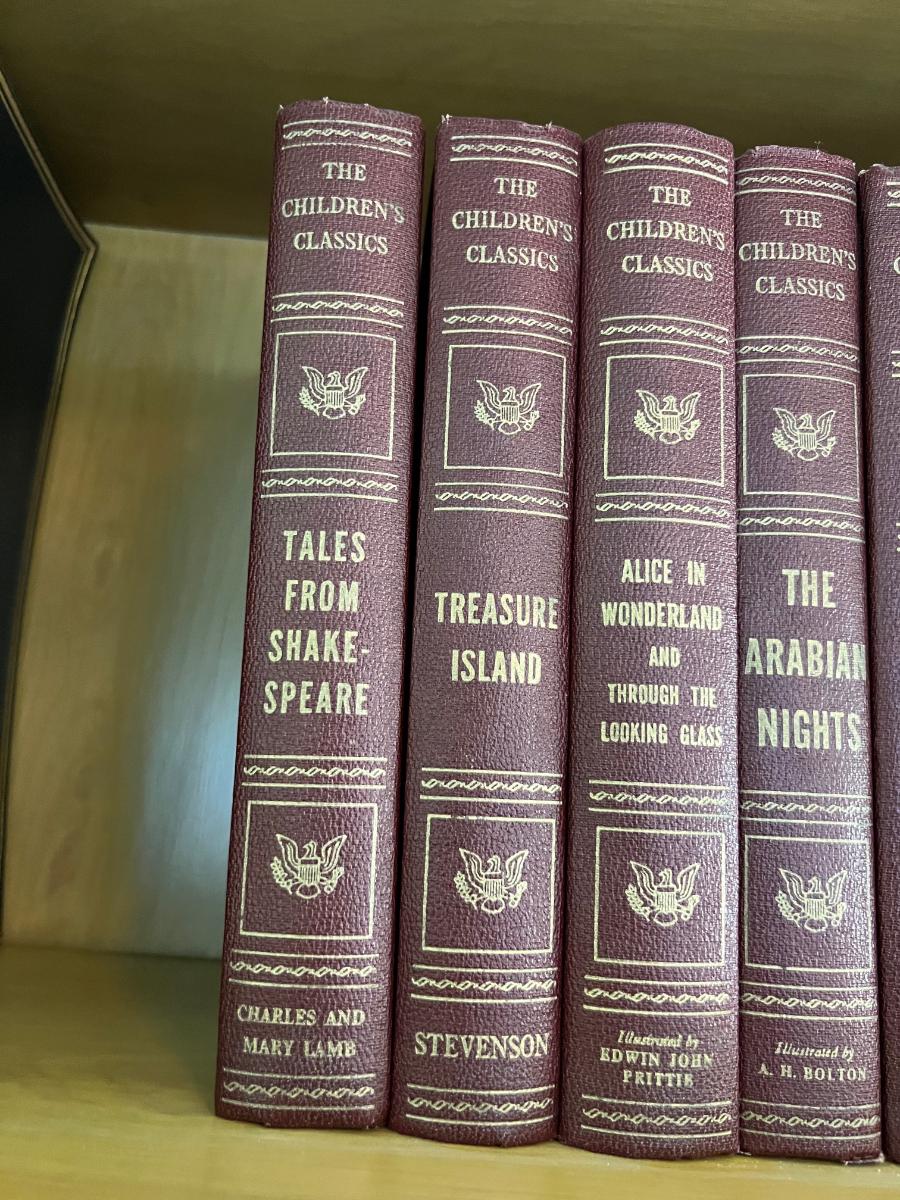 THE
CHILDREN'S
CLASSICS
TALES
FROM
SHAKE-
SPEARE
CHARLES AND
MARY LAMB
THE
CHILDREN'S
CLASSICS
TREASURE
ISLAND
STEVENSON
THE
CHILDREN'S
CLASSICS
ALICE IN
WONDERLAND
AND
THROUGH THE
LOOKING GLASS
Illustrated by
EDWIN JOHN
PRITTIE
THE
CHILDREN'S
CLASSICS
THE
ARABIAN
NIGHTS
Illustrated by
A. H. BOLTON